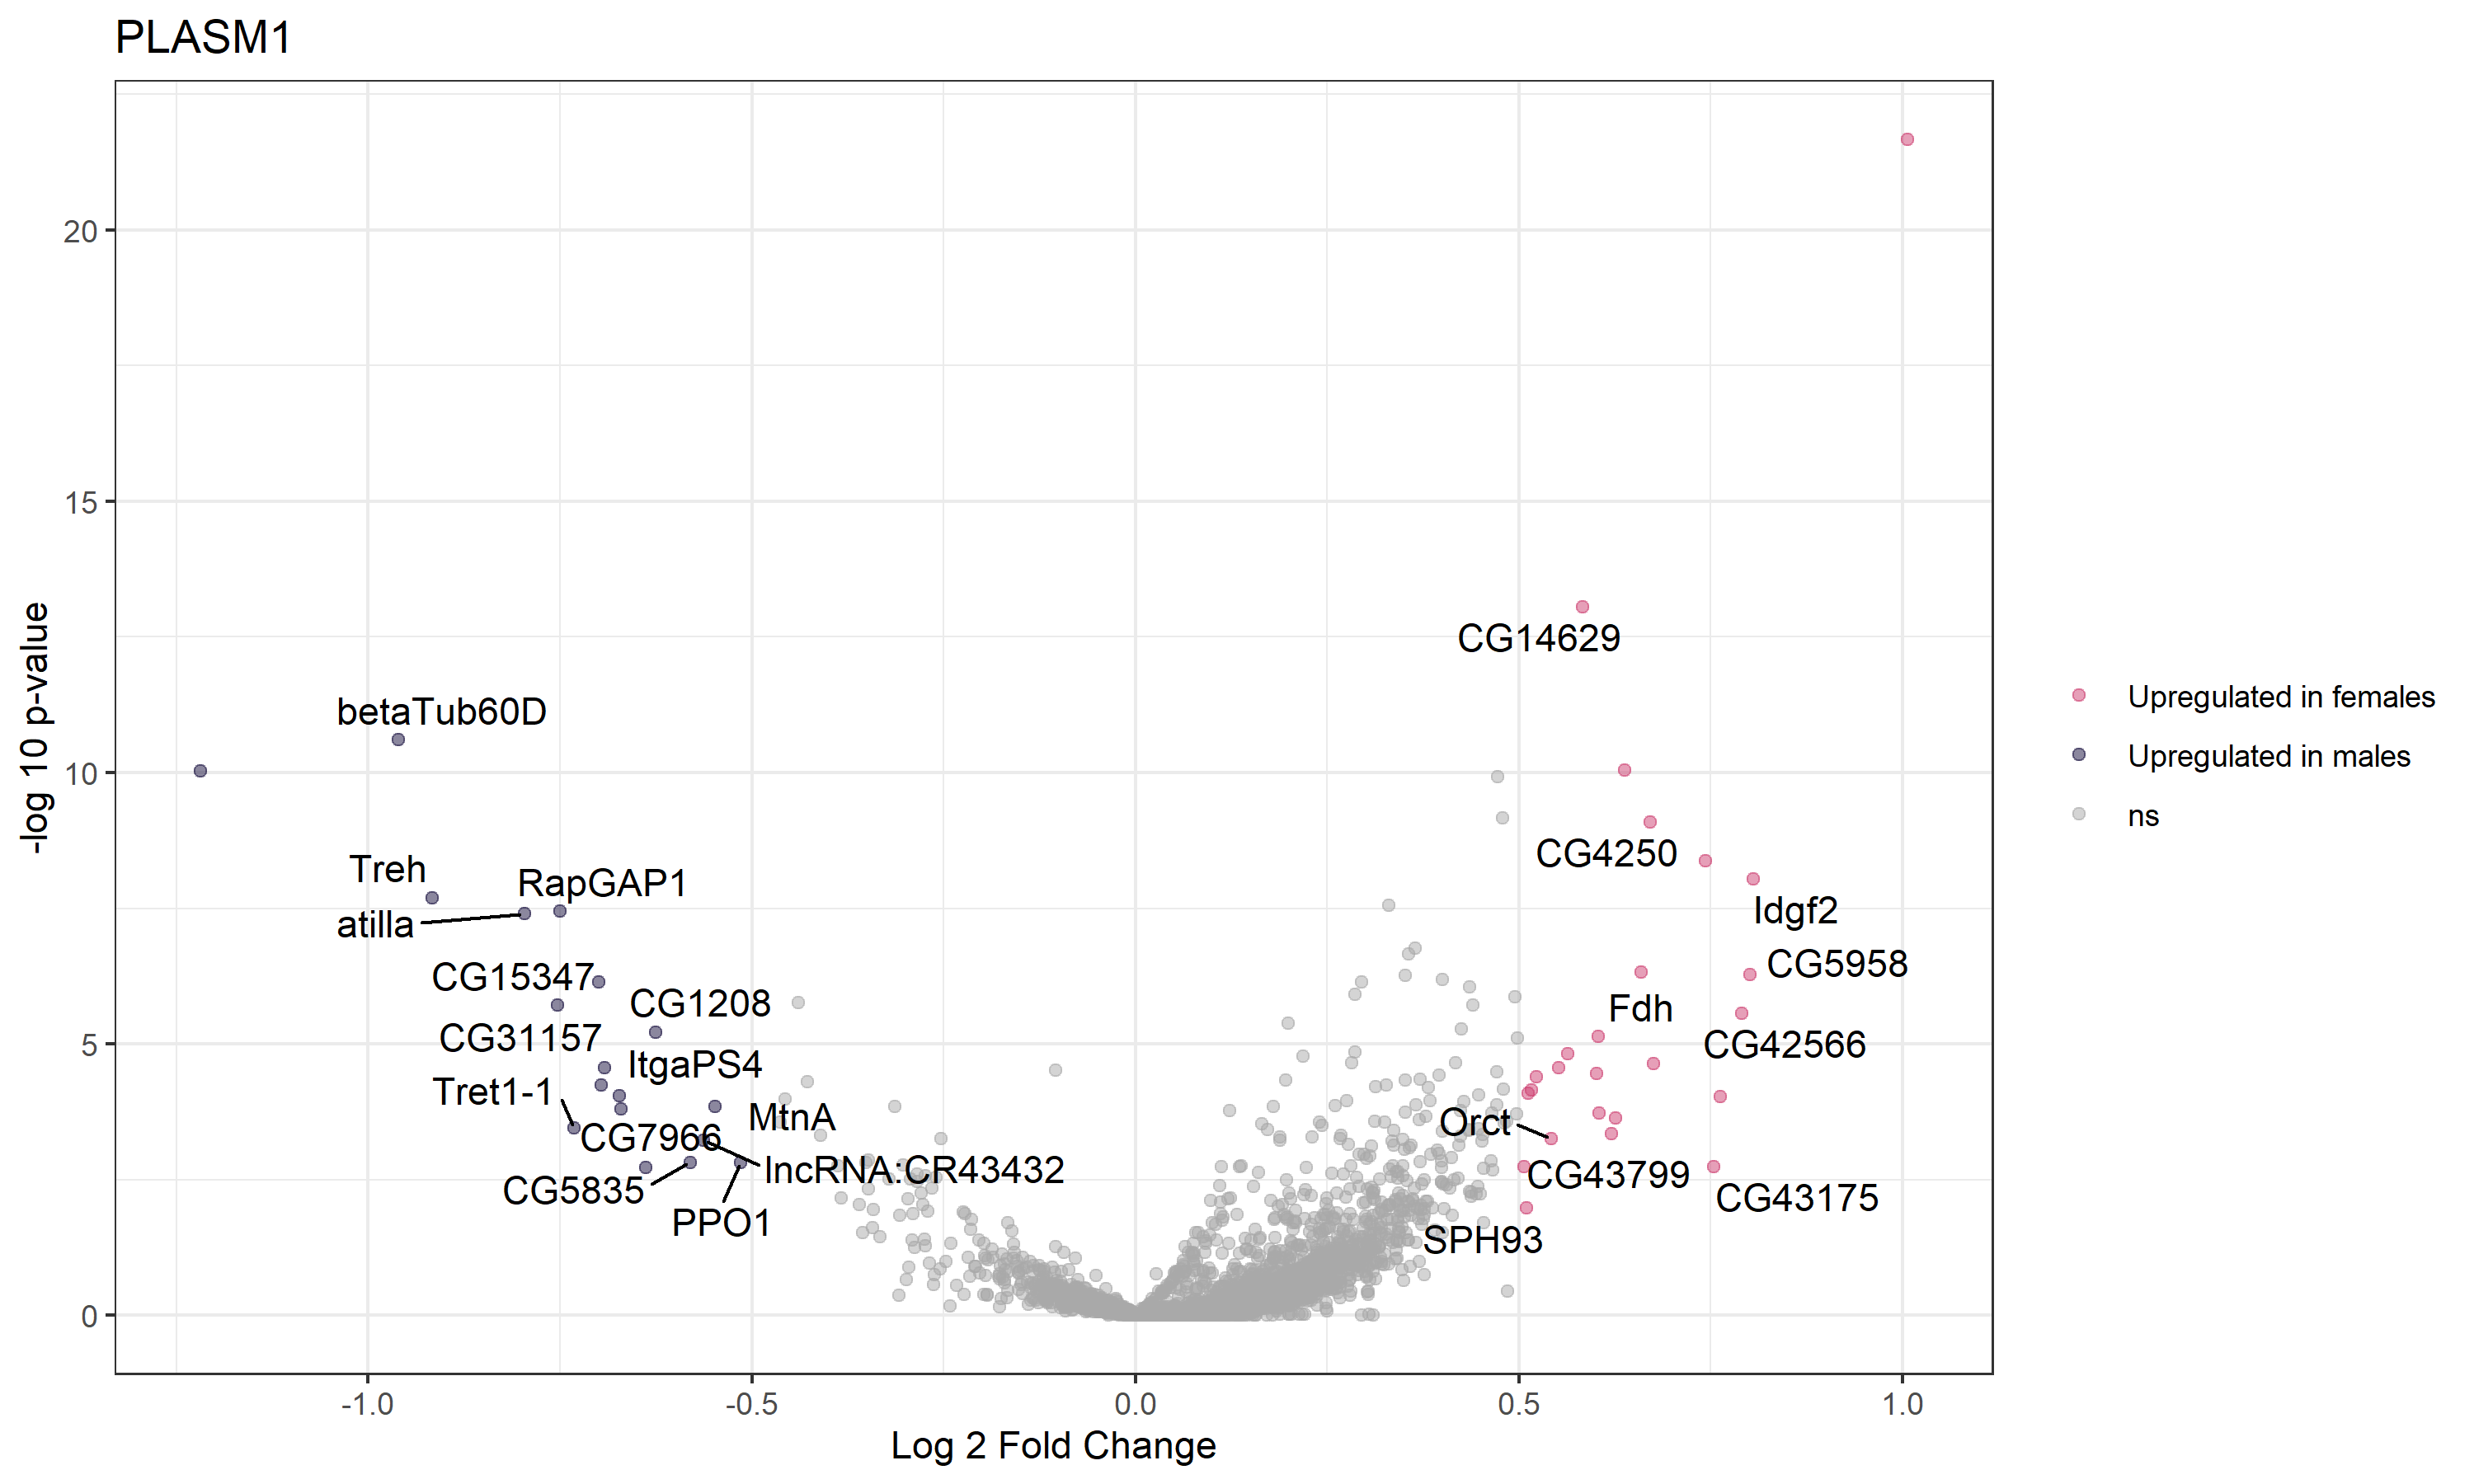 PLASM1
-log 10 p-value
20
15
10
5
0
CG14629
betaTub60D
CG4250
Treh
RapGAP1
atilla
Idgf2
CG15347
CG5958
CG1208
Fdh
CG31157
CG42566
ItgaPS4
Tret1-1
MtnA
Orct
CG7966
lncRNA:CR43432
CG43799
CG5835
CG43175
PPO1
SPH93
-1.0
-0.5
0.0
0.5
1.0
Log 2 Fold Change
Upregulated in females
Upregulated in males
ns